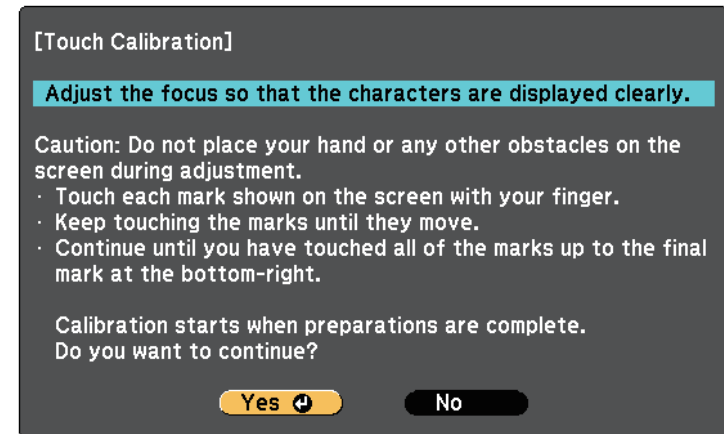 [Touch Calibration]
Adjust the focus so that the characters are displayed clearly.
Caution: Do not place your hand or any other obstacles on the
screen during adjustment.
· Touch each mark shown on the screen with your finger.
· Keep touching the marks until they move.
· Continue until you have touched all of the marks up to the final
mark at the bottom-right.
Calibration starts when preparations are complete.
Do you want to continue?
Yes No